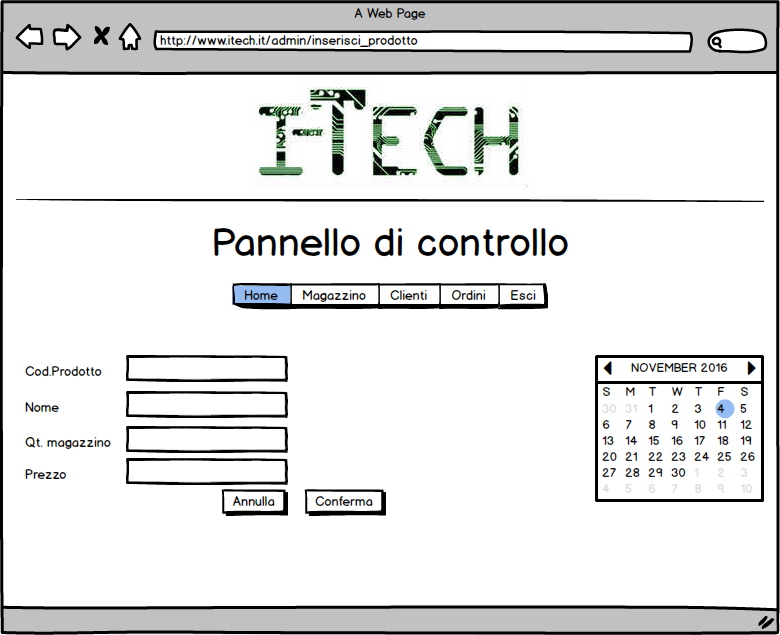 A Web Page
http://www.itech.it/admin/inserisci_prodotto
I-TECH
Pannello di controllo
Home Magazzino Clienti Ordini Esci
Cod.Prodotto
Nome
Qt. magazzino
Prezzo
Annulla Conferma
NOVEMBER 2016
S M T W T F S
30 31 1 2 3 4 5
6 7 8 9 10 11 12
13 14 15 16 17 18 19
20 21 22 23 24 25 26
27 28 29 30 1 2 3
4 5 6 7 8 9 10